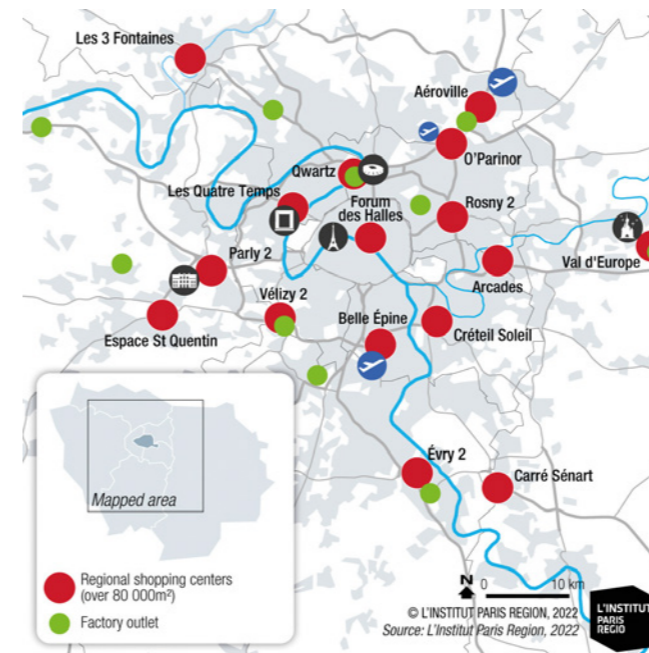 Les 3 Fontaines
Aéroville
O'Parinor
Qwartz
Les Quatre Temps
Forum
des Halles
Rosny 2
Parly 2
Val d'Europe
Arcades
Vélizy 2
Espace St Quentin
Belle Épine
Créteil Soleil
Évry 2
Carré Sénart
Mapped area
Regional shopping centers
(over 80 000m²)
Factory outlet
N
0 10 km
© L'INSTITUT PARIS REGION, 2022
Source: L'Institut Paris Region, 2022
L'INSTITUT
PARIS
REGIO